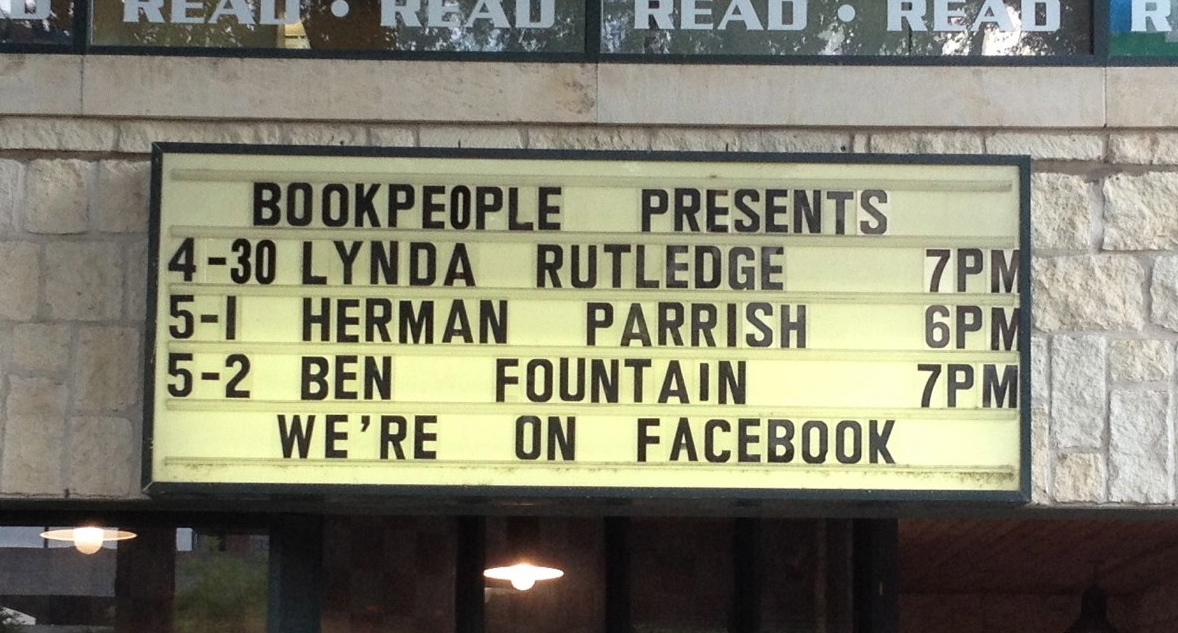 READ • READ READ • READ R
BOOKPEOPLE PRESENTS
4-30 LYNDA RUTLEDGE 7PM
5-1 HERMAN PARRISH 6PM
5-2 BEN FOUNTAIN 7PM
WE'RE ON FACEBOOK